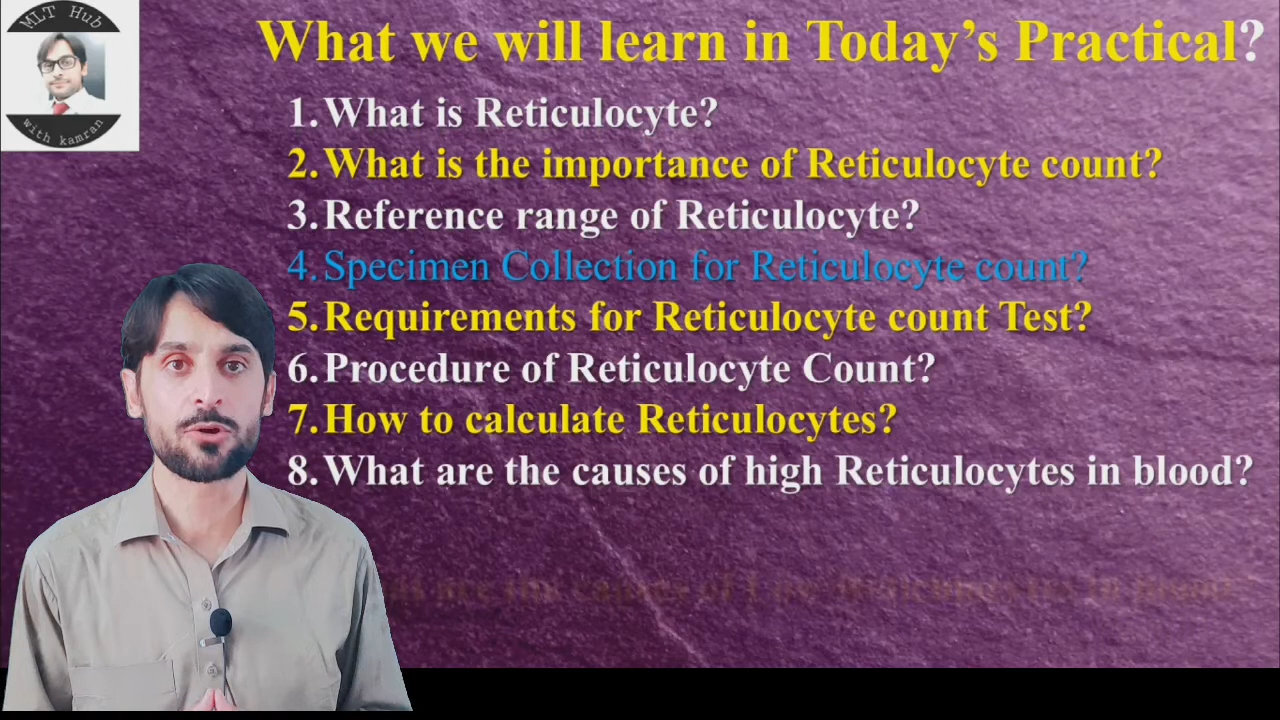 MLT Hub
with kamran
What we will learn in Today's Practical?
1. What is Reticulocyte?
2. What is the importance of Reticulocyte count?
3. Reference range of Reticulocyte?
4. Specimen Collection for Reticulocyte count?
5. Requirements for Reticulocyte count Test?
6. Procedure of Reticulocyte Count?
7. How to calculate Reticulocytes?
8. What are the causes of high Reticulocytes in blood?